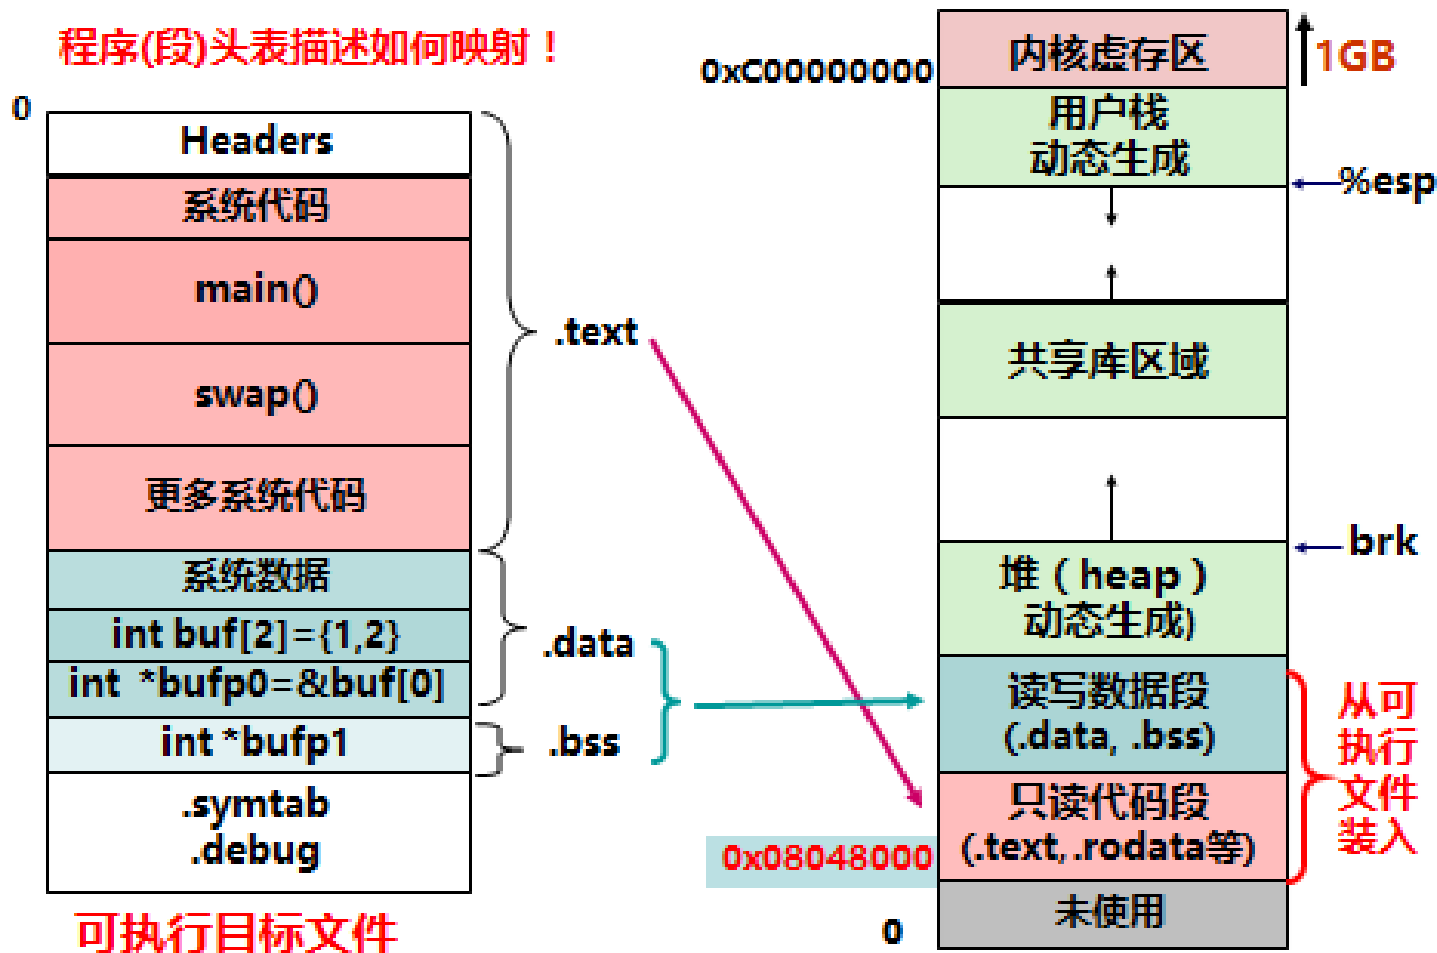 程序(段)头表描述如何映射！
0
Headers
系统代码
main()
swap()
更多系统代码
系统数据
int buf[2]={1,2}
int *bufp0=&buf[0]
int *bufp1
.symtab
.debug
可执行目标文件
.text
.data
.bss
0xC00000000
内核虚存区
1GB
用户栈
动态生成
%esp
共享库区域
brk
堆（heap）
动态生成)
读写数据段
(.data, .bss)
只读代码段
(.text, .rodata等)
0x08048000
未使用
0
从可
执行
文件
装入